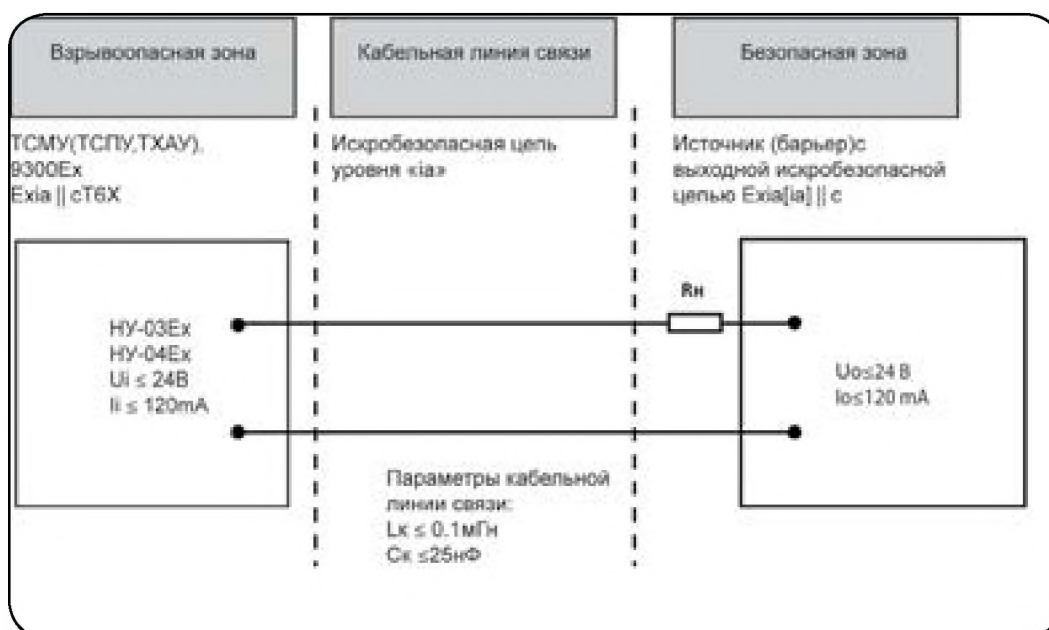 Взрывоопасная зона
Кабельная линия связи
Безопасная зона
ТСМУ(ТСПУ,ТХАУ),
9300Ex
Exia || cT6X
Искробезопасная цепь
уровня «ia»
Источник (барьер)с
выходной искробезопасной
цепью Exia[ia] || c
Rн
НУ-03Ex
НУ-04Ex
Ui ≤ 24В
Ii ≤ 120mA
Uo≤24 В
Io≤120 mA
Параметры кабельной
линии связи:
Lк ≤ 0.1мГн
Cк ≤25нФ